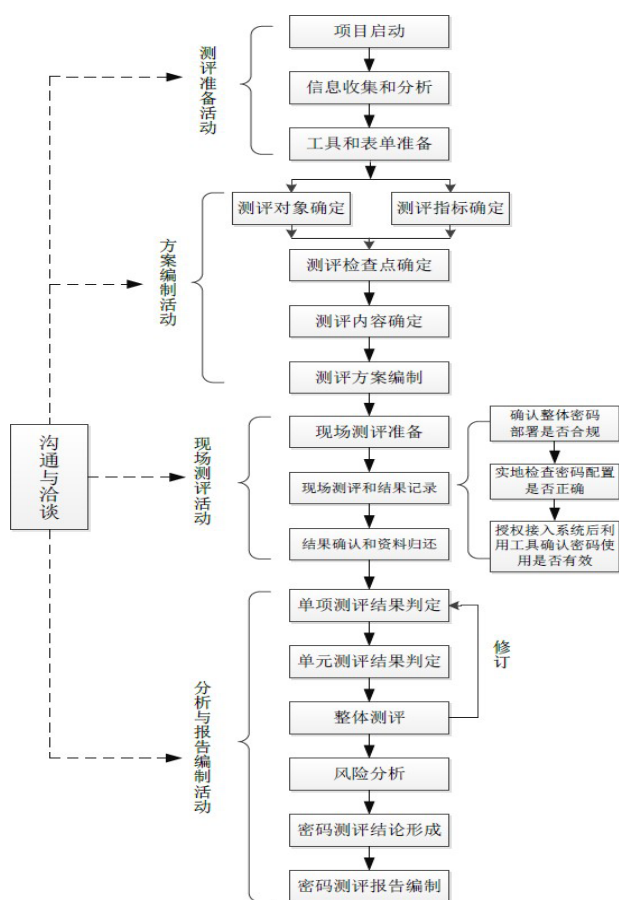 项目启动
信息收集和分析
工具和表单准备
测评准备活动
测评对象确定
测评指标确定
测评检查点确定
测评内容确定
测评方案编制
方案编制活动
沟通与洽谈
现场测评准备
现场测评和结果记录
结果确认和资料归还
现场测评活动
确认整体密码
部署是否合规
实地检查密码配置
是否正确
授权接入系统后利
用工具确认密码使
用是否有效
单项测评结果判定
单元测评结果判定
整体测评
修订
风险分析
密码测评结论形成
密码测评报告编制
分析与报告编制活动